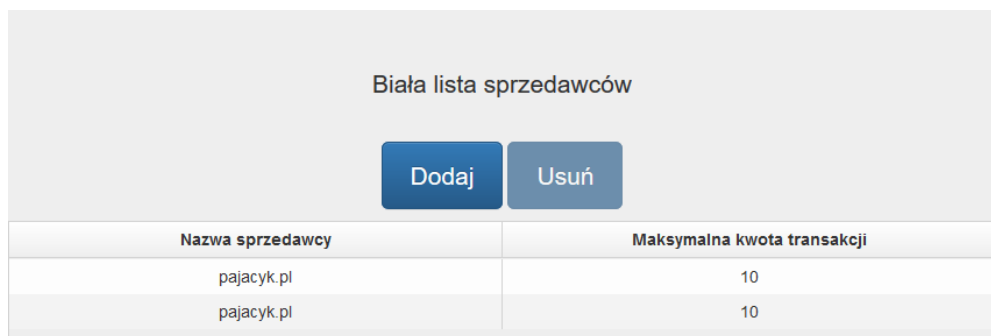 Biała lista sprzedawców
Dodaj Usuń
Nazwa sprzedawcy Maksymalna kwota transakcji
pajacyk.pl 10
pajacyk.pl 10